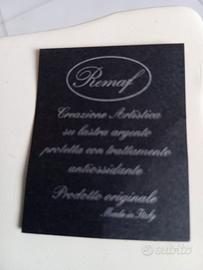 Remaf
Creazione Artistica
su lastra argento
protetta con trattamento
antiossidante
Prodotto originale
Made in Italy
subito